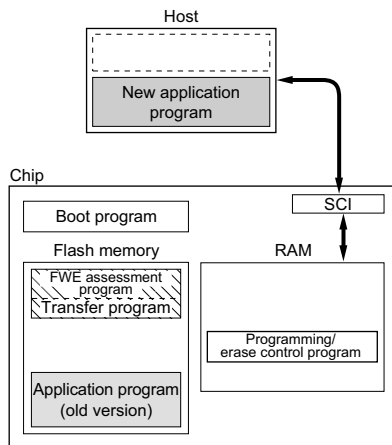 Host
New application
program
Chip
SCI
Boot program
Flash memory
RAM
FWE assessment
program
Transfer program
Programming/
erase control program
Application program
(old version)